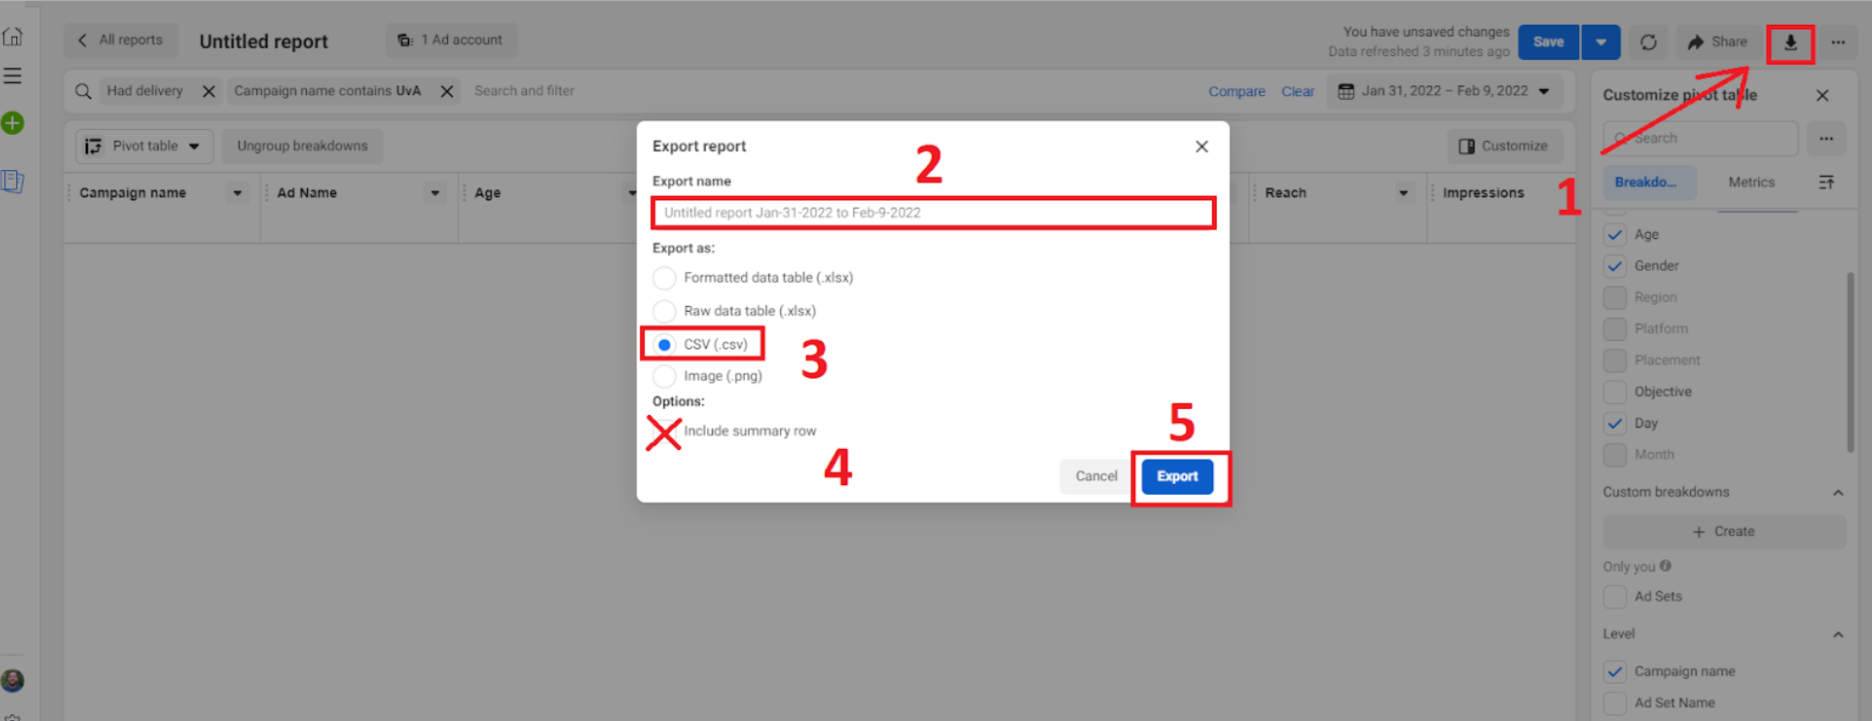 All reports
Untitled report
1 Ad account
You have unsaved changes
Data refreshed 3 minutes ago
Save
Share
Had delivery
Campaign name contains UvA
Search and filter
Compare
Clear
Jan 31, 2022 – Feb 9, 2022
Pivot table
Ungroup breakdowns
Customize
Campaign name
Ad Name
Age
Reach
Impressions
Export report
2
Export name
Untitled report Jan-31-2022 to Feb-9-2022
Export as:
Formatted data table (.xlsx)
Raw data table (.xlsx)
CSV (.csv)
3
Image (.png)
Options:
Include summary row
4
5
Cancel
Export
Customize pivot table
Search
1
Breakdo...
Metrics
Age
Gender
Region
Platform
Placement
Objective
Day
Month
Custom breakdowns
+ Create
Only you
Ad Sets
Level
Campaign name
Ad Set Name